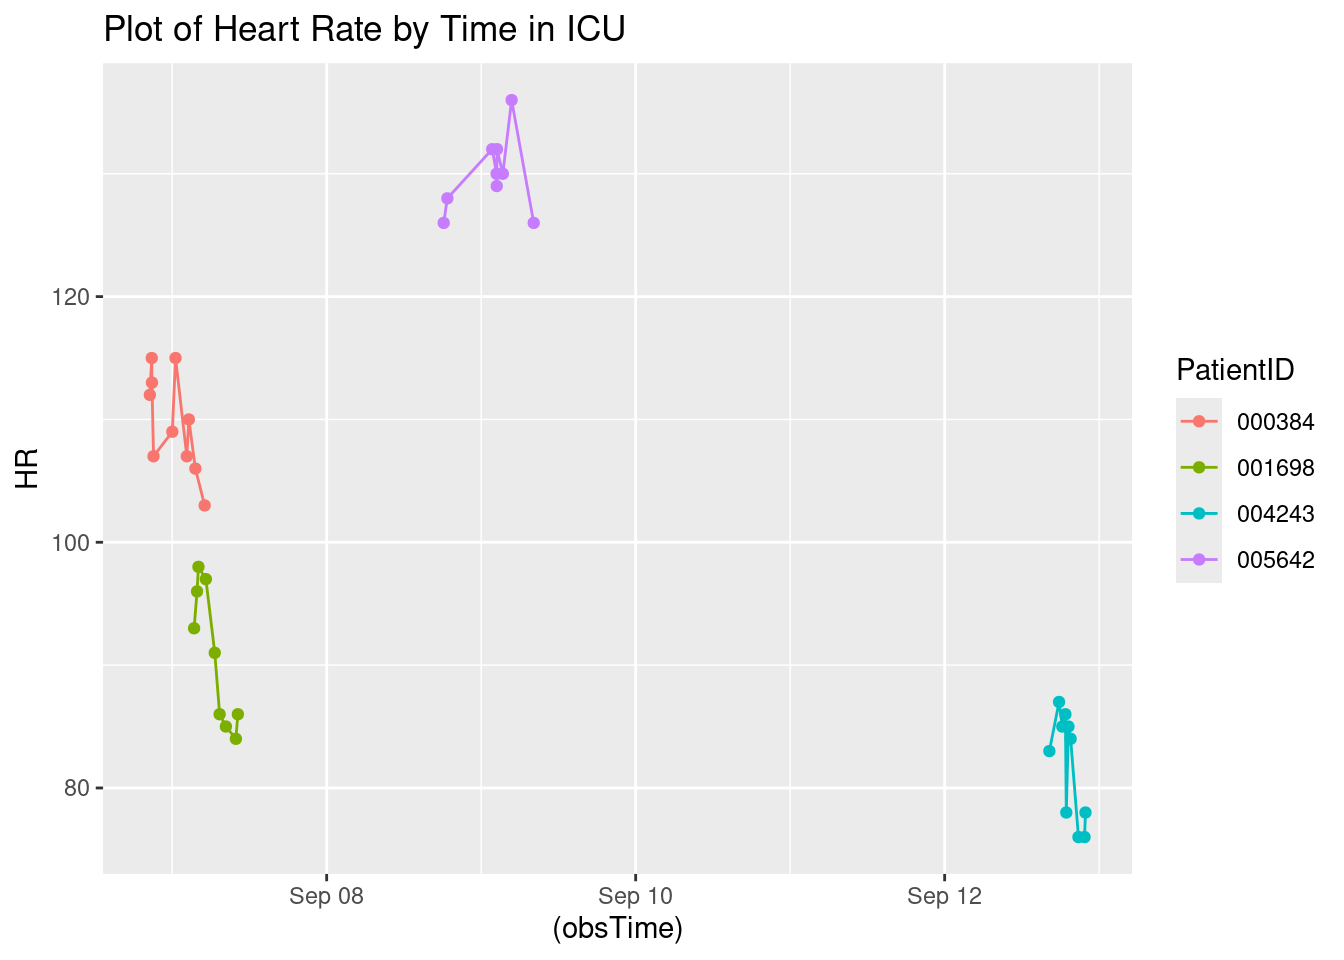 Plot of Heart Rate by Time in ICU
HR
120
100
80
Sep 08
Sep 10
Sep 12
(obsTime)
PatientID
000384
001698
004243
005642